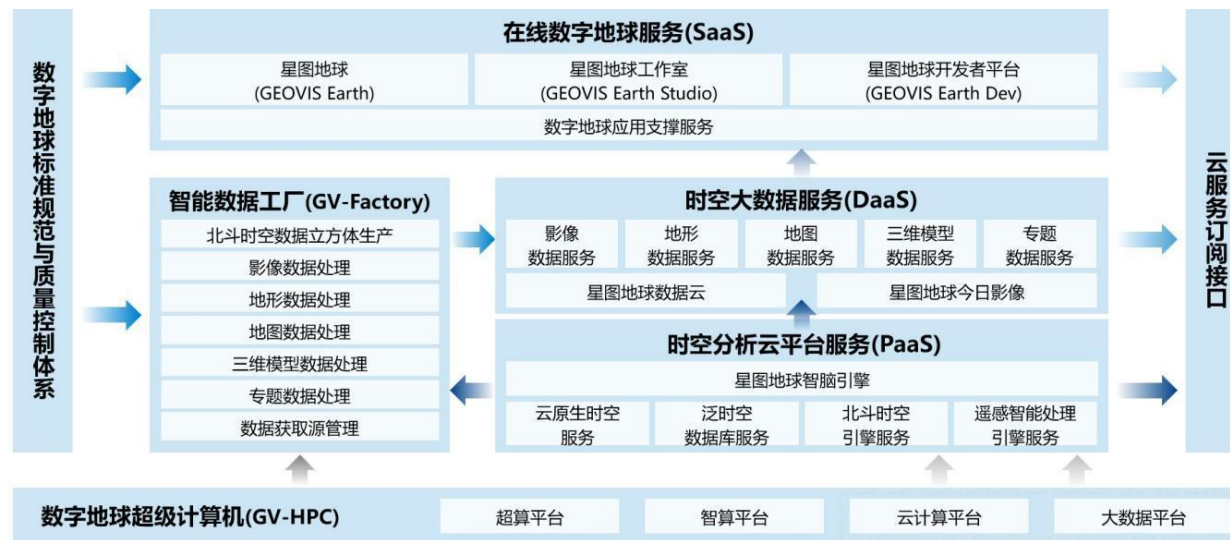 数字地球标准规范与质量控制体系
在线数字地球服务(SaaS)
星图地球
(GEOVIS Earth)
星图地球工作室
(GEOVIS Earth Studio)
星图地球开发者平台
(GEOVIS Earth Dev)
数字地球应用支撑服务
智能数据工厂(GV-Factory)
北斗时空数据立方体生产
影像数据处理
地形数据处理
地图数据处理
三维模型数据处理
专题数据处理
数据获取源管理
时空大数据服务(DaaS)
影像
数据服务
地形
数据服务
地图
数据服务
三维模型
数据服务
专题
数据服务
星图地球数据云
星图地球今日影像
时空分析云平台服务(PaaS)
星图地球智脑引擎
云原生时空
服务
泛时空
数据库服务
北斗时空
引擎服务
遥感智能处理
引擎服务
云服务订阅接口
数字地球超级计算机(GV-HPC)
超算平台
智算平台
云计算平台
大数据平台